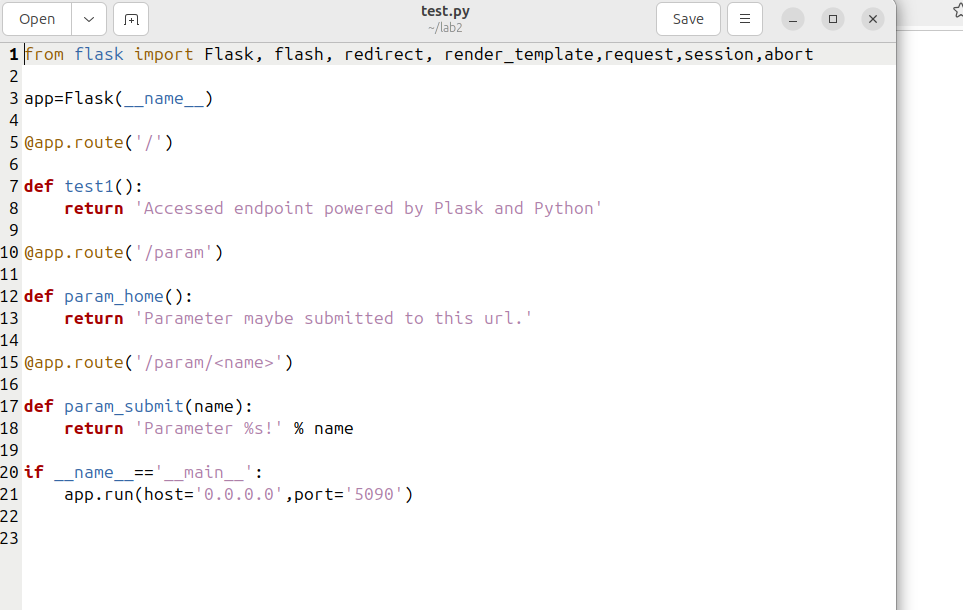 Open
test.py
~/lab2
Save
1 from flask import Flask, flash, redirect, render_template,request,session,abort
2
3 app=Flask(__name__)
4
5 @app.route('/')
6
7 def test1():
8     return 'Accessed endpoint powered by Plask and Python'
9
10 @app.route('/param')
11
12 def param_home():
13     return 'Parameter maybe submitted to this url.'
14
15 @app.route('/param/<name>')
16
17 def param_submit(name):
18     return 'Parameter %s!' % name
19
20 if __name__=='__main__':
21     app.run(host='0.0.0.0',port='5090')
22
23